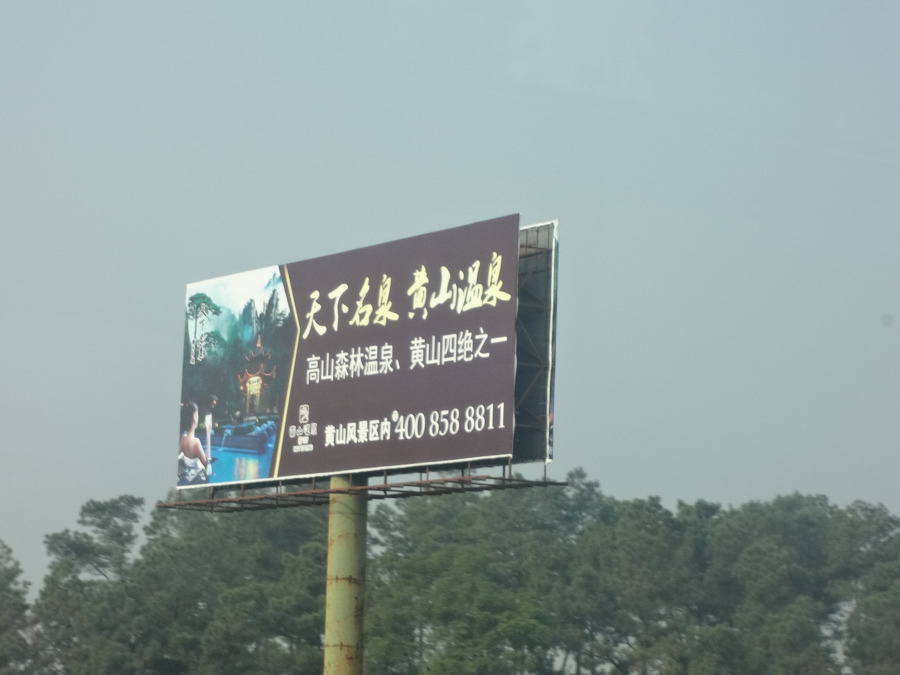 天下名泉 黄山温泉
高山森林温泉、黄山四绝之一
黄山风景区内 400 858 8811